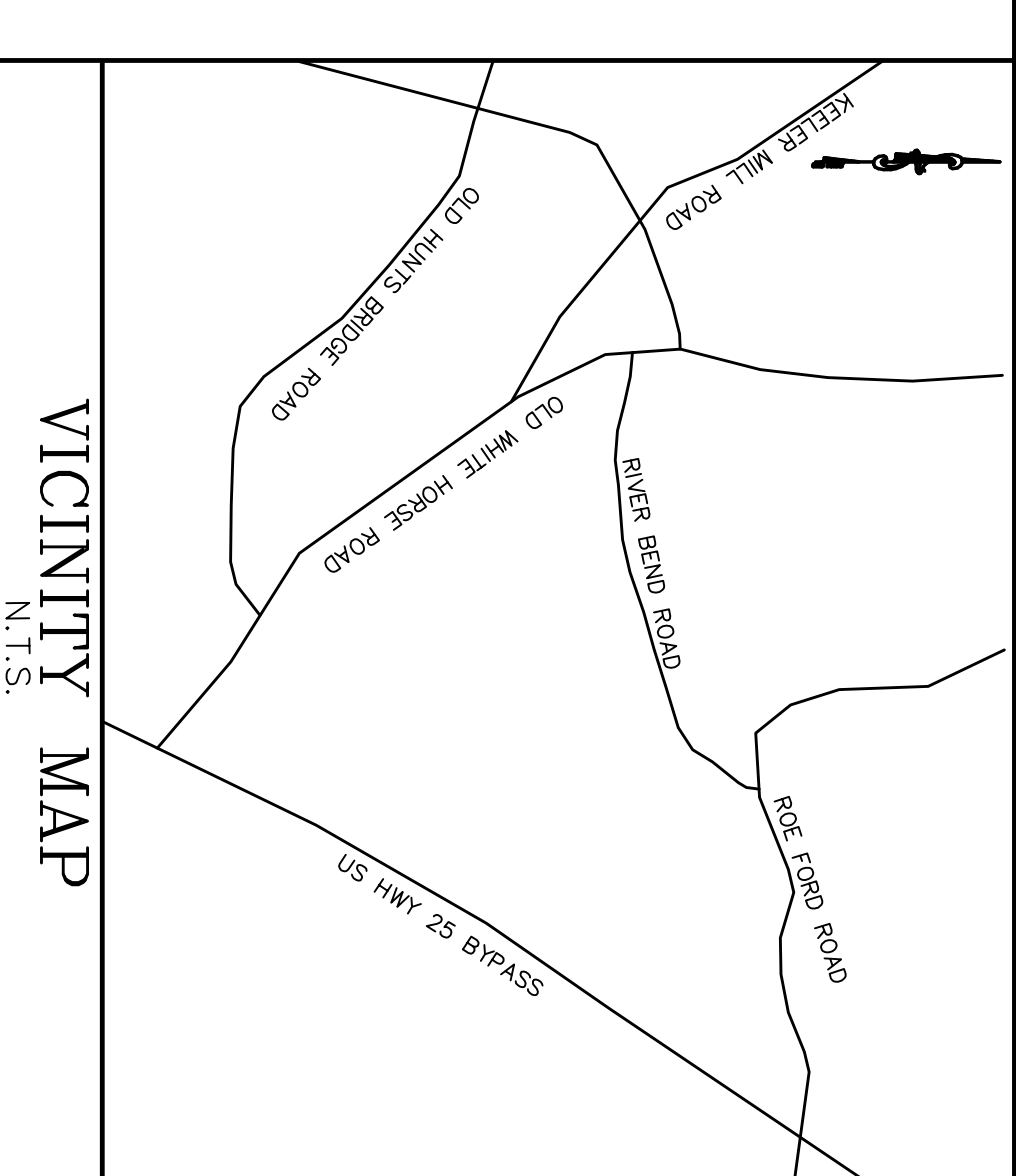 KEELER MILL ROAD
OLD HUNTS BRIDGE ROAD
OLD WHITE HORSE ROAD
RIVER BEND ROAD
ROE FORD ROAD
US HWY 25 BYPASS
VICINITY MAP
N.T.S.